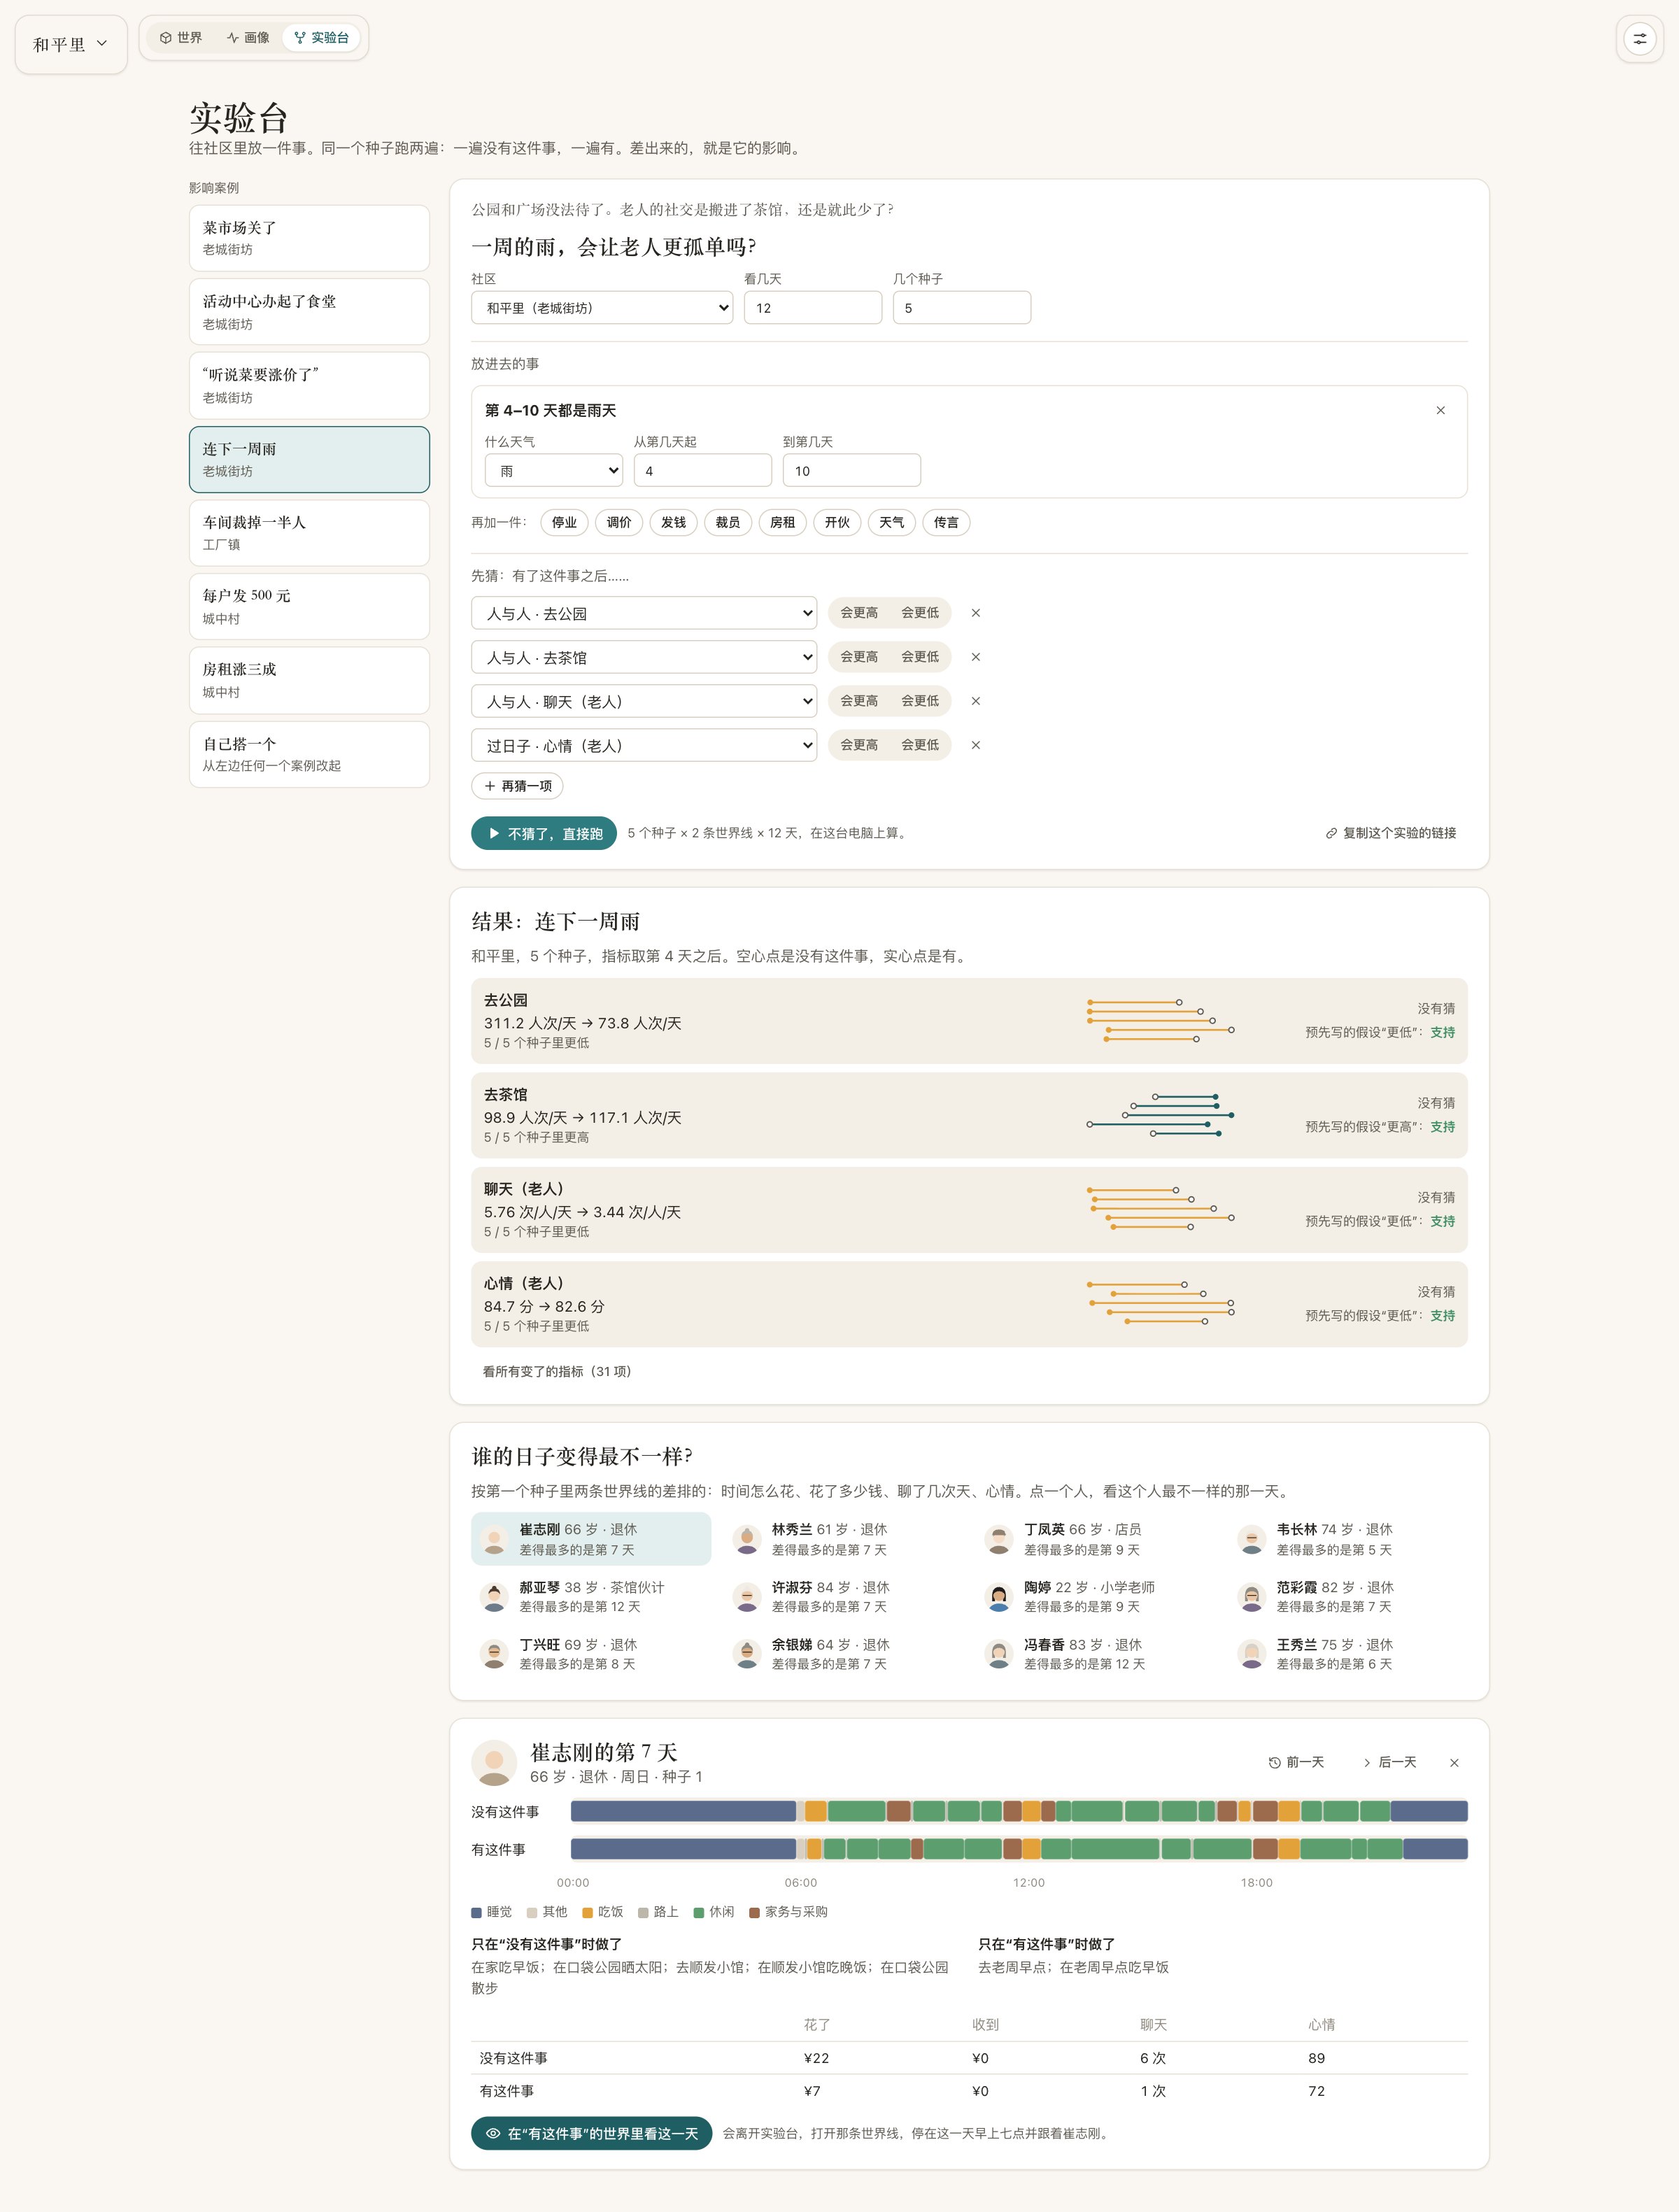 和平里
世界
画像
实验台
实验台
往社区里放一件事。同一个种子跑两遍：一遍没有这件事，一遍有。差出来的，就是它的影响。
影响案例
菜市场关了
老城街坊
活动中心办起了食堂
老城街坊
“听说菜要涨价了”
老城街坊
连下一周雨
老城街坊
车间裁掉一半人
工厂镇
每户发 500 元
城中村
房租涨三成
城中村
自己搭一个
从左边任何一个案例改起
公园和广场没法待了。老人的社交是搬进了茶馆，还是就此少了？
一周的雨，会让老人更孤单吗？
社区 看几天 几个种子
和平里（老城街坊） 12 5
放进去的事
第 4–10 天都是雨天
什么天气 从第几天起 到第几天
雨 4 10
再加一件： 停业 调价 发钱 裁员 房租 开伙 天气 传言
先猜：有了这件事之后……
人与人 · 去公园 会更高 会更低
人与人 · 去茶馆 会更高 会更低
人与人 · 聊天（老人） 会更高 会更低
过日子 · 心情（老人） 会更高 会更低
再猜一项
不猜了，直接跑 5 个种子 × 2 条世界线 × 12 天，在这台电脑上算。 复制这个实验的链接
结果：连下一周雨
和平里，5 个种子，指标取第 4 天之后。空心点是没有这件事，实心点是有。
去公园
311.2 人次/天 → 73.8 人次/天
5 / 5 个种子里更低
没有猜
预先写的假设“更低”：支持
去茶馆
98.9 人次/天 → 117.1 人次/天
5 / 5 个种子里更高
没有猜
预先写的假设“更高”：支持
聊天（老人）
5.76 次/人/天 → 3.44 次/人/天
5 / 5 个种子里更低
没有猜
预先写的假设“更低”：支持
心情（老人）
84.7 分 → 82.6 分
5 / 5 个种子里更低
没有猜
预先写的假设“更低”：支持
看所有变了的指标（31 项）
谁的日子变得最不一样？
按第一个种子里两条世界线的差排的：时间怎么花、花了多少钱、聊了几次天、心情。点一个人，看这个人最不一样的那一天。
崔志刚 66 岁 · 退休
差得最多的是第 7 天
林秀兰 61 岁 · 退休
差得最多的是第 7 天
丁凤英 66 岁 · 店员
差得最多的是第 9 天
韦长林 74 岁 · 退休
差得最多的是第 5 天
郝亚琴 38 岁 · 茶馆伙计
差得最多的是第 12 天
许淑芬 84 岁 · 退休
差得最多的是第 7 天
陶婷 22 岁 · 小学老师
差得最多的是第 9 天
范彩霞 82 岁 · 退休
差得最多的是第 7 天
丁兴旺 69 岁 · 退休
差得最多的是第 8 天
余银娣 64 岁 · 退休
差得最多的是第 7 天
冯春香 83 岁 · 退休
差得最多的是第 12 天
王秀兰 75 岁 · 退休
差得最多的是第 6 天
崔志刚的第 7 天
66 岁 · 退休 · 周日 · 种子 1
前一天 后一天
没有这件事
有这件事
00:00 06:00 12:00 18:00
睡觉 其他 吃饭 路上 休闲 家务与采购
只在“没有这件事”时做了
在家吃早饭；在口袋公园晒太阳；去顺发小馆；在顺发小馆吃晚饭；在口袋公园
散步
只在“有这件事”时做了
去老周早点；在老周早点吃早饭
花了 收到 聊天 心情
没有这件事 ¥22 ¥0 6 次 89
有这件事 ¥7 ¥0 1 次 72
在“有这件事”的世界里看这一天 会离开实验台，打开那条世界线，停在这一天早上七点并跟着崔志刚。